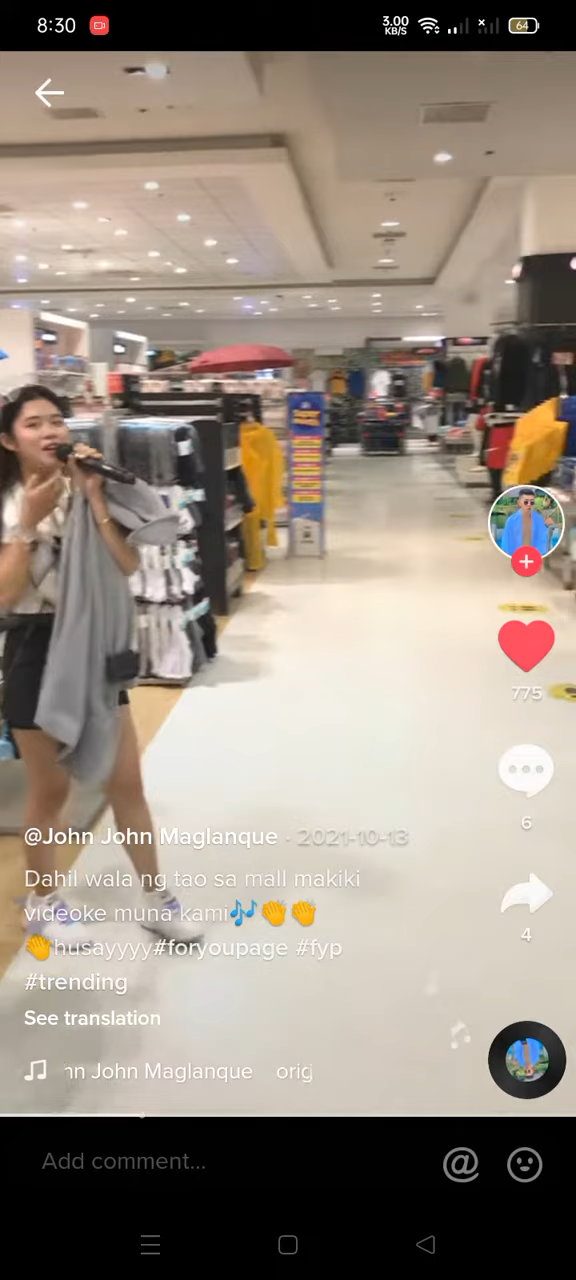 8:30
3.00
KB/S
64
775
6
4
@John John Maglanque · 2021-10-13
Dahil wala ng tao sa mall makiki
videoke muna kami🎶👏👏
👏husayyyy#foryoupage #fyp
#trending
See translation
nn John Maglanque orig
Add comment...